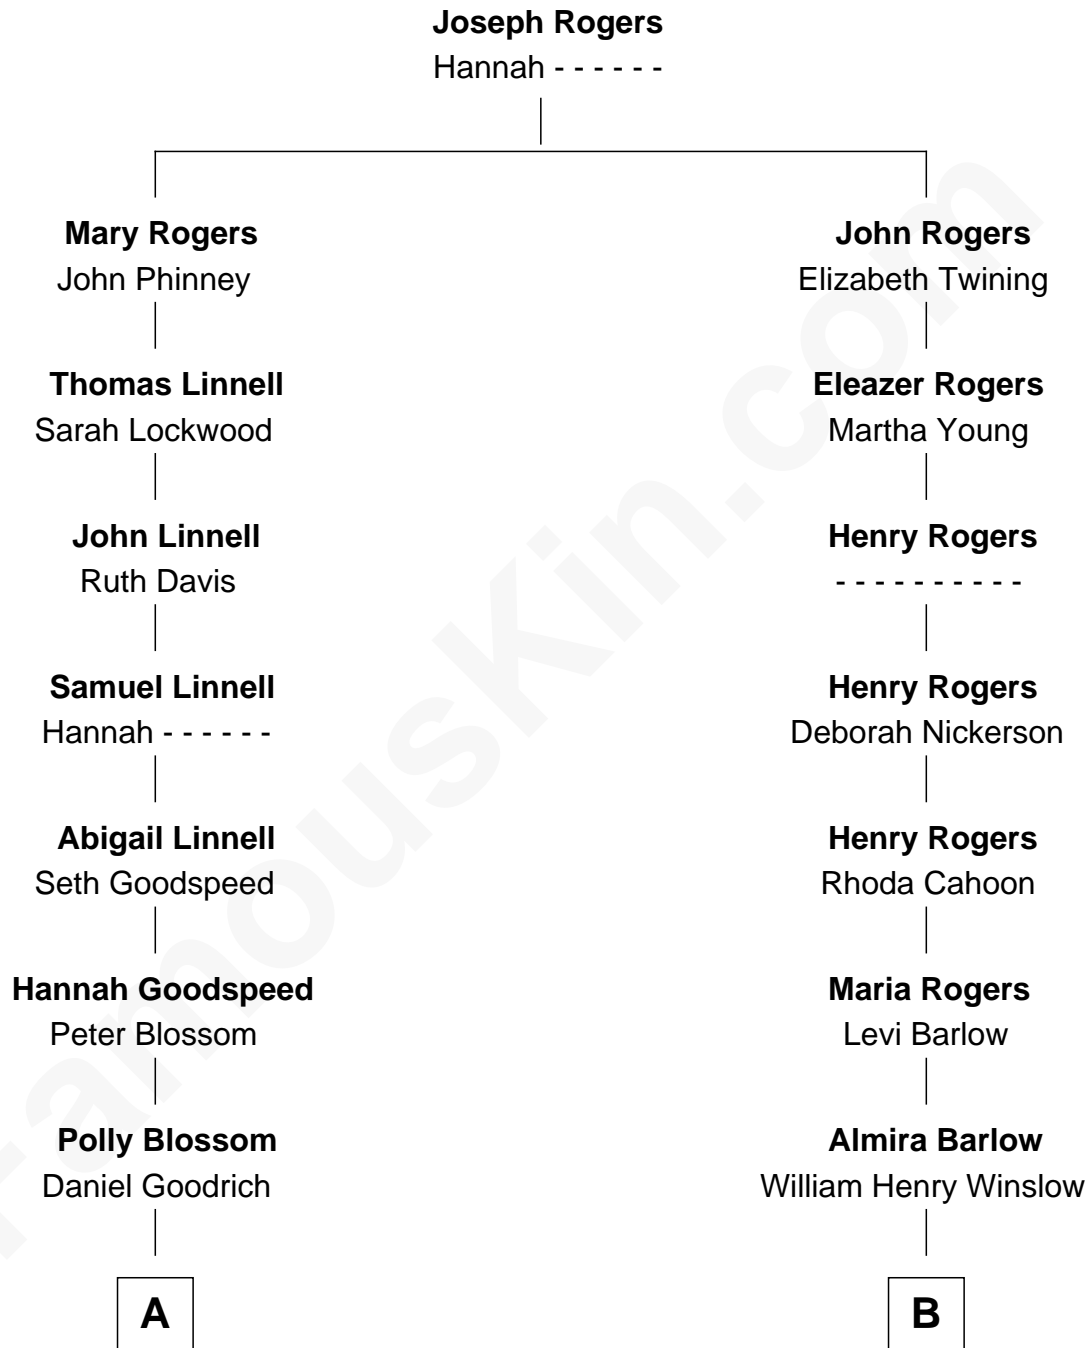 Joseph Rogers
Hannah - - - - - -
Mary Rogers
John Phinney
John Rogers
Elizabeth Twining
Thomas Linnell
Sarah Lockwood
Eleazer Rogers
Martha Young
John Linnell
Ruth Davis
Henry Rogers
- - - - - - - - - -
Samuel Linnell
Hannah - - - - - -
Henry Rogers
Deborah Nickerson
Abigail Linnell
Seth Goodspeed
Henry Rogers
Rhoda Cahoon
Hannah Goodspeed
Peter Blossom
Maria Rogers
Levi Barlow
Polly Blossom
Daniel Goodrich
Almira Barlow
William Henry Winslow
A
B
FamousKin.com